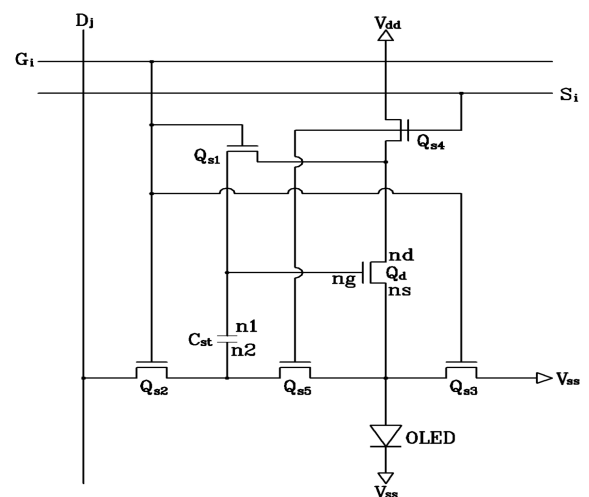 Dj
Vdd
Gi
Si
Qs1
Qs4
nd
ng
Qd
ns
n1
Cst
n2
Qs2
Qs5
Qs3
Vss
OLED
Vss